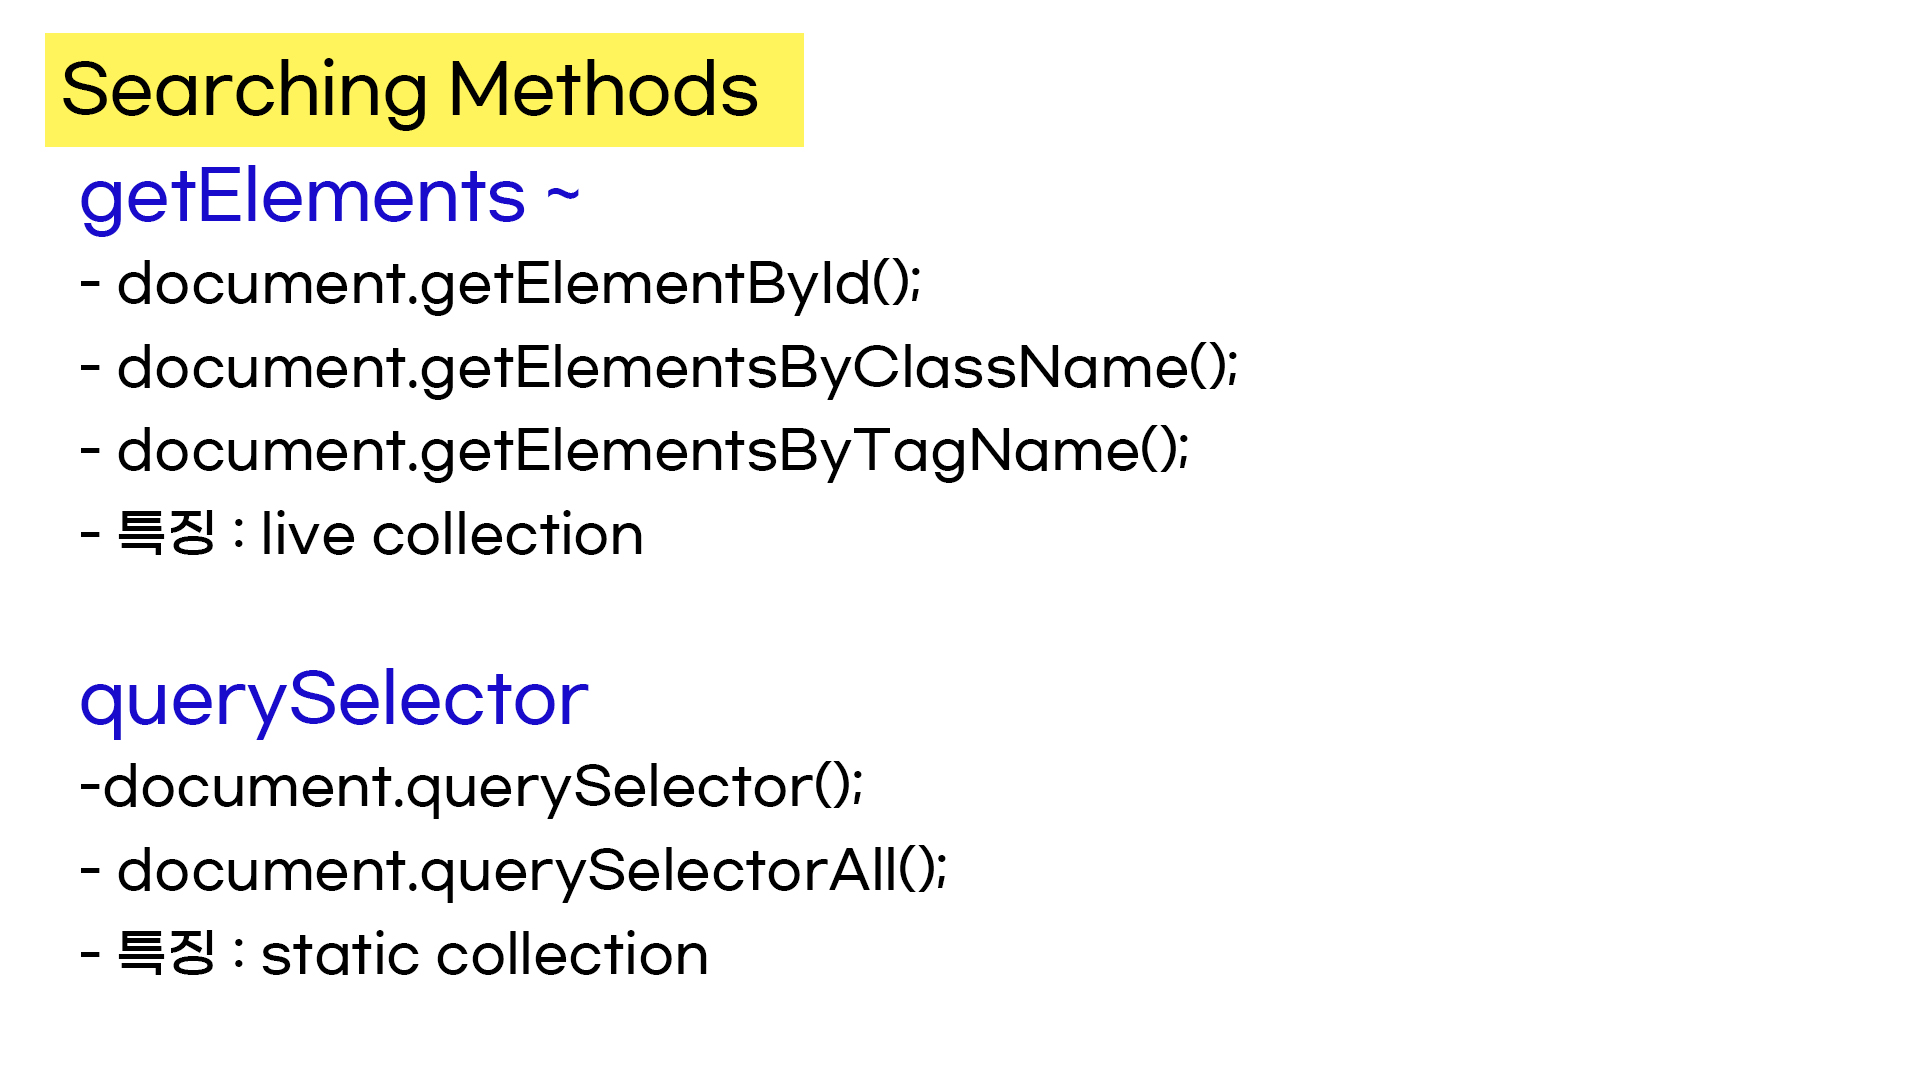 Searching Methods
getElements ~
- document.getElementById();
- document.getElementsByClassName();
- document.getElementsByTagName();
- 특징 : live collection
querySelector
-document.querySelector();
- document.querySelectorAll();
- 특징 : static collection